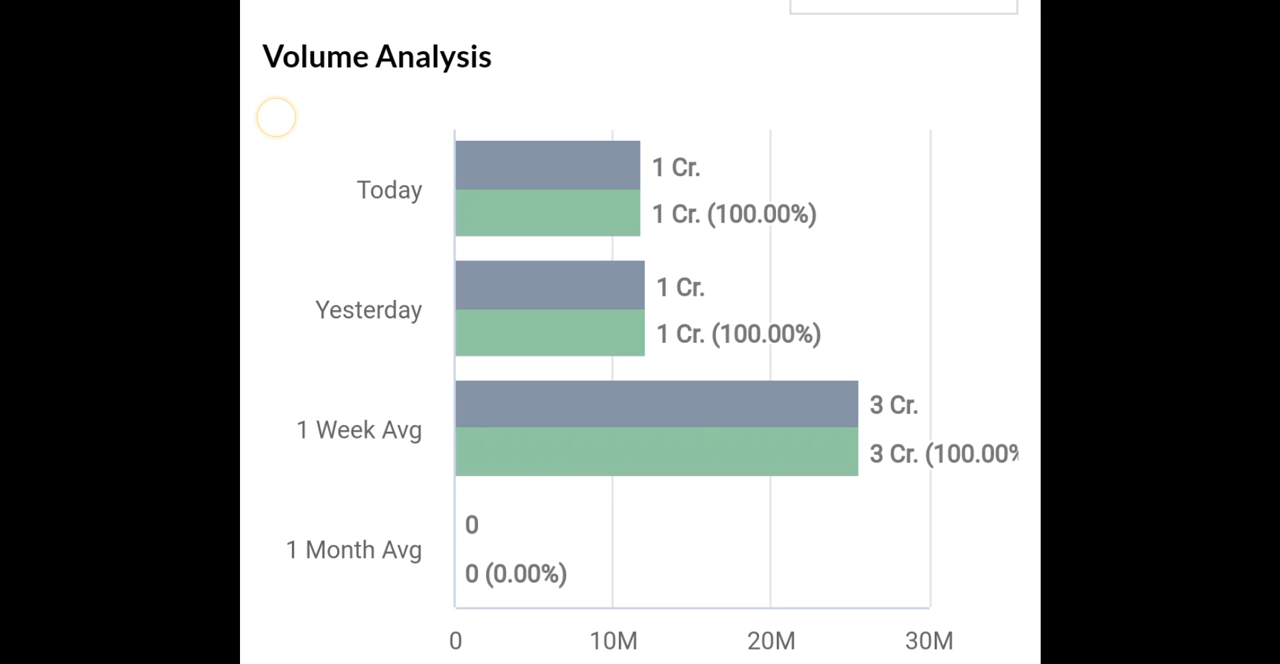 Volume Analysis
Today
1 Cr.
1 Cr. (100.00%)
Yesterday
1 Cr.
1 Cr. (100.00%)
1 Week Avg
3 Cr.
3 Cr. (100.00%
1 Month Avg
0
0 (0.00%)
0 10M 20M 30M